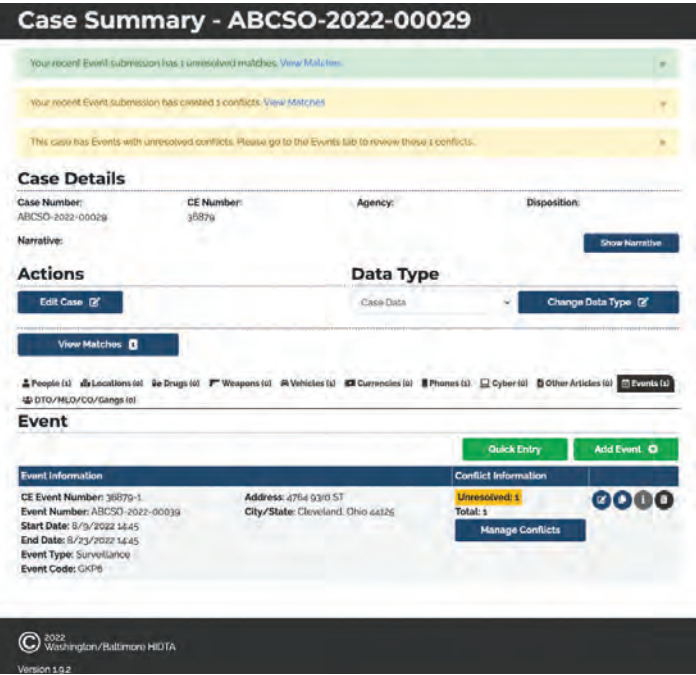 Case Summary - ABCSO-2022-00029
Your recent Event submission has 1 unresolved matches. View Matches
Your recent Event submission has created 1 conflicts. View Matches
This case has Events with unresolved conflicts. Please go to the Events tab to review those 1 conflicts.
Case Details
Case Number: CE Number: Agency: Disposition:
ABCSO-2022-00029 36879
Narrative: Show Narrative
Actions Data Type
Edit Case Case Data Change Data Type
View Matches 1
People (1) Locations (0) Drugs (0) Weapons (0) Vehicles (1) Currencies (0) Phones (1) Cyber (0) Other Articles (0) Events (1)
DTO/MLO/CO/Gangs (0)
Event
Quick Entry Add Event
Event Information Conflict Information
CE Event Number: 36879-1 Address: 4764 93rd ST Unresolved: 1
Event Number: ABCSO-2022-00039 City/State: Cleveland, Ohio 44125 Total: 1
Start Date: 8/9/2022 14:45 Manage Conflicts
End Date: 8/23/2022 14:45
Event Type: Surveillance
Event Code: GKP6
© 2022
Washington/Baltimore HIDTA
Version 1.9.2